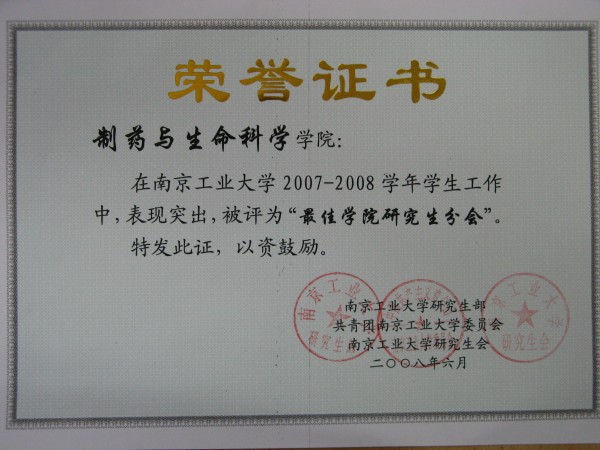 荣誉证书
制药与生命科学学院：
在南京工业大学2007-2008学年学生工作
中，表现突出，被评为“最佳学院研究生分会”。
特发此证，以资鼓励。
南京工业大学研究生部
共青团南京工业大学委员会
南京工业大学研究生会
二〇〇八年六月